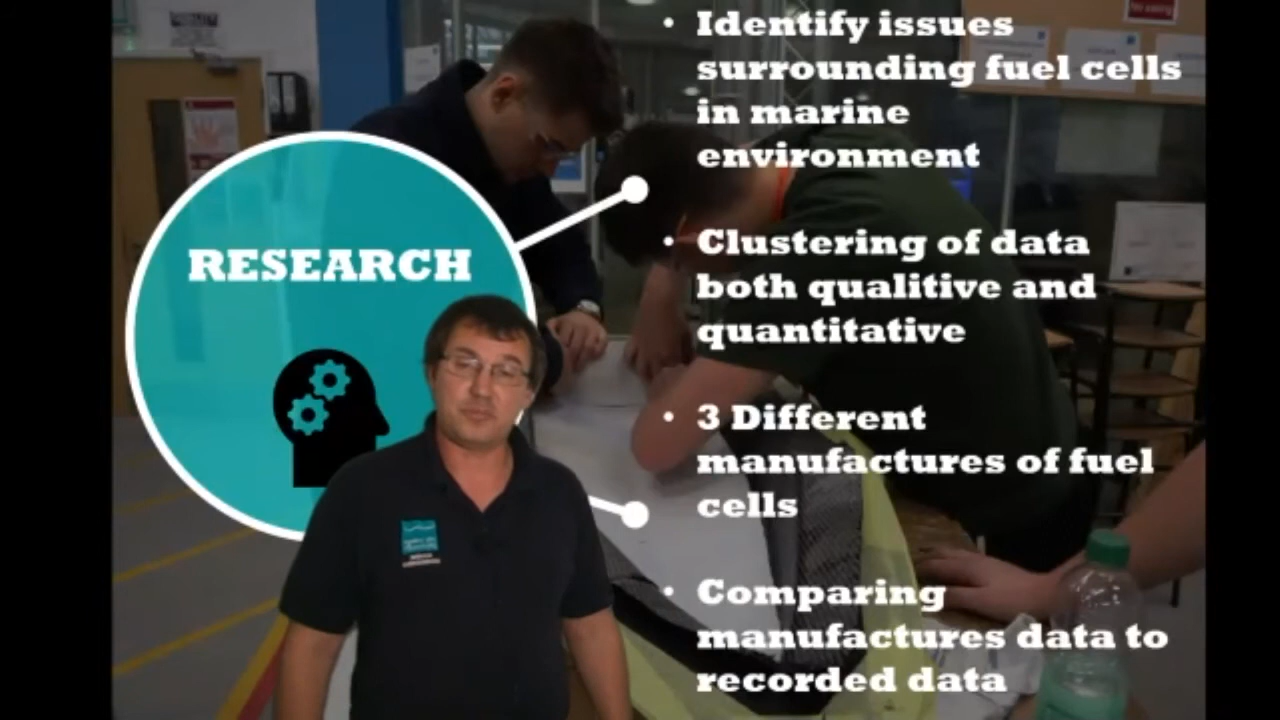 RESEARCH
• Identify issues
surrounding fuel cells
in marine
environment
• Clustering of data
both qualitive and
quantitative
• 3 Different
manufactures of fuel
cells
• Comparing
manufactures data to
recorded data